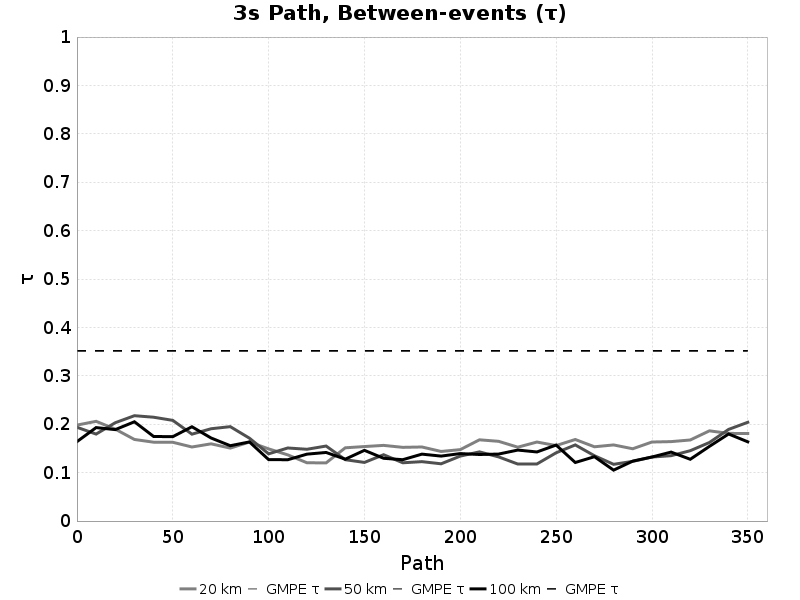 3s Path, Between-events (τ)
1
0.9
0.8
0.7
0.6
0.5
0.4
0.3
0.2
0.1
0
τ
0 50 100 150 200 250 300 350
Path
20 km GMPE τ 50 km GMPE τ 100 km GMPE τ